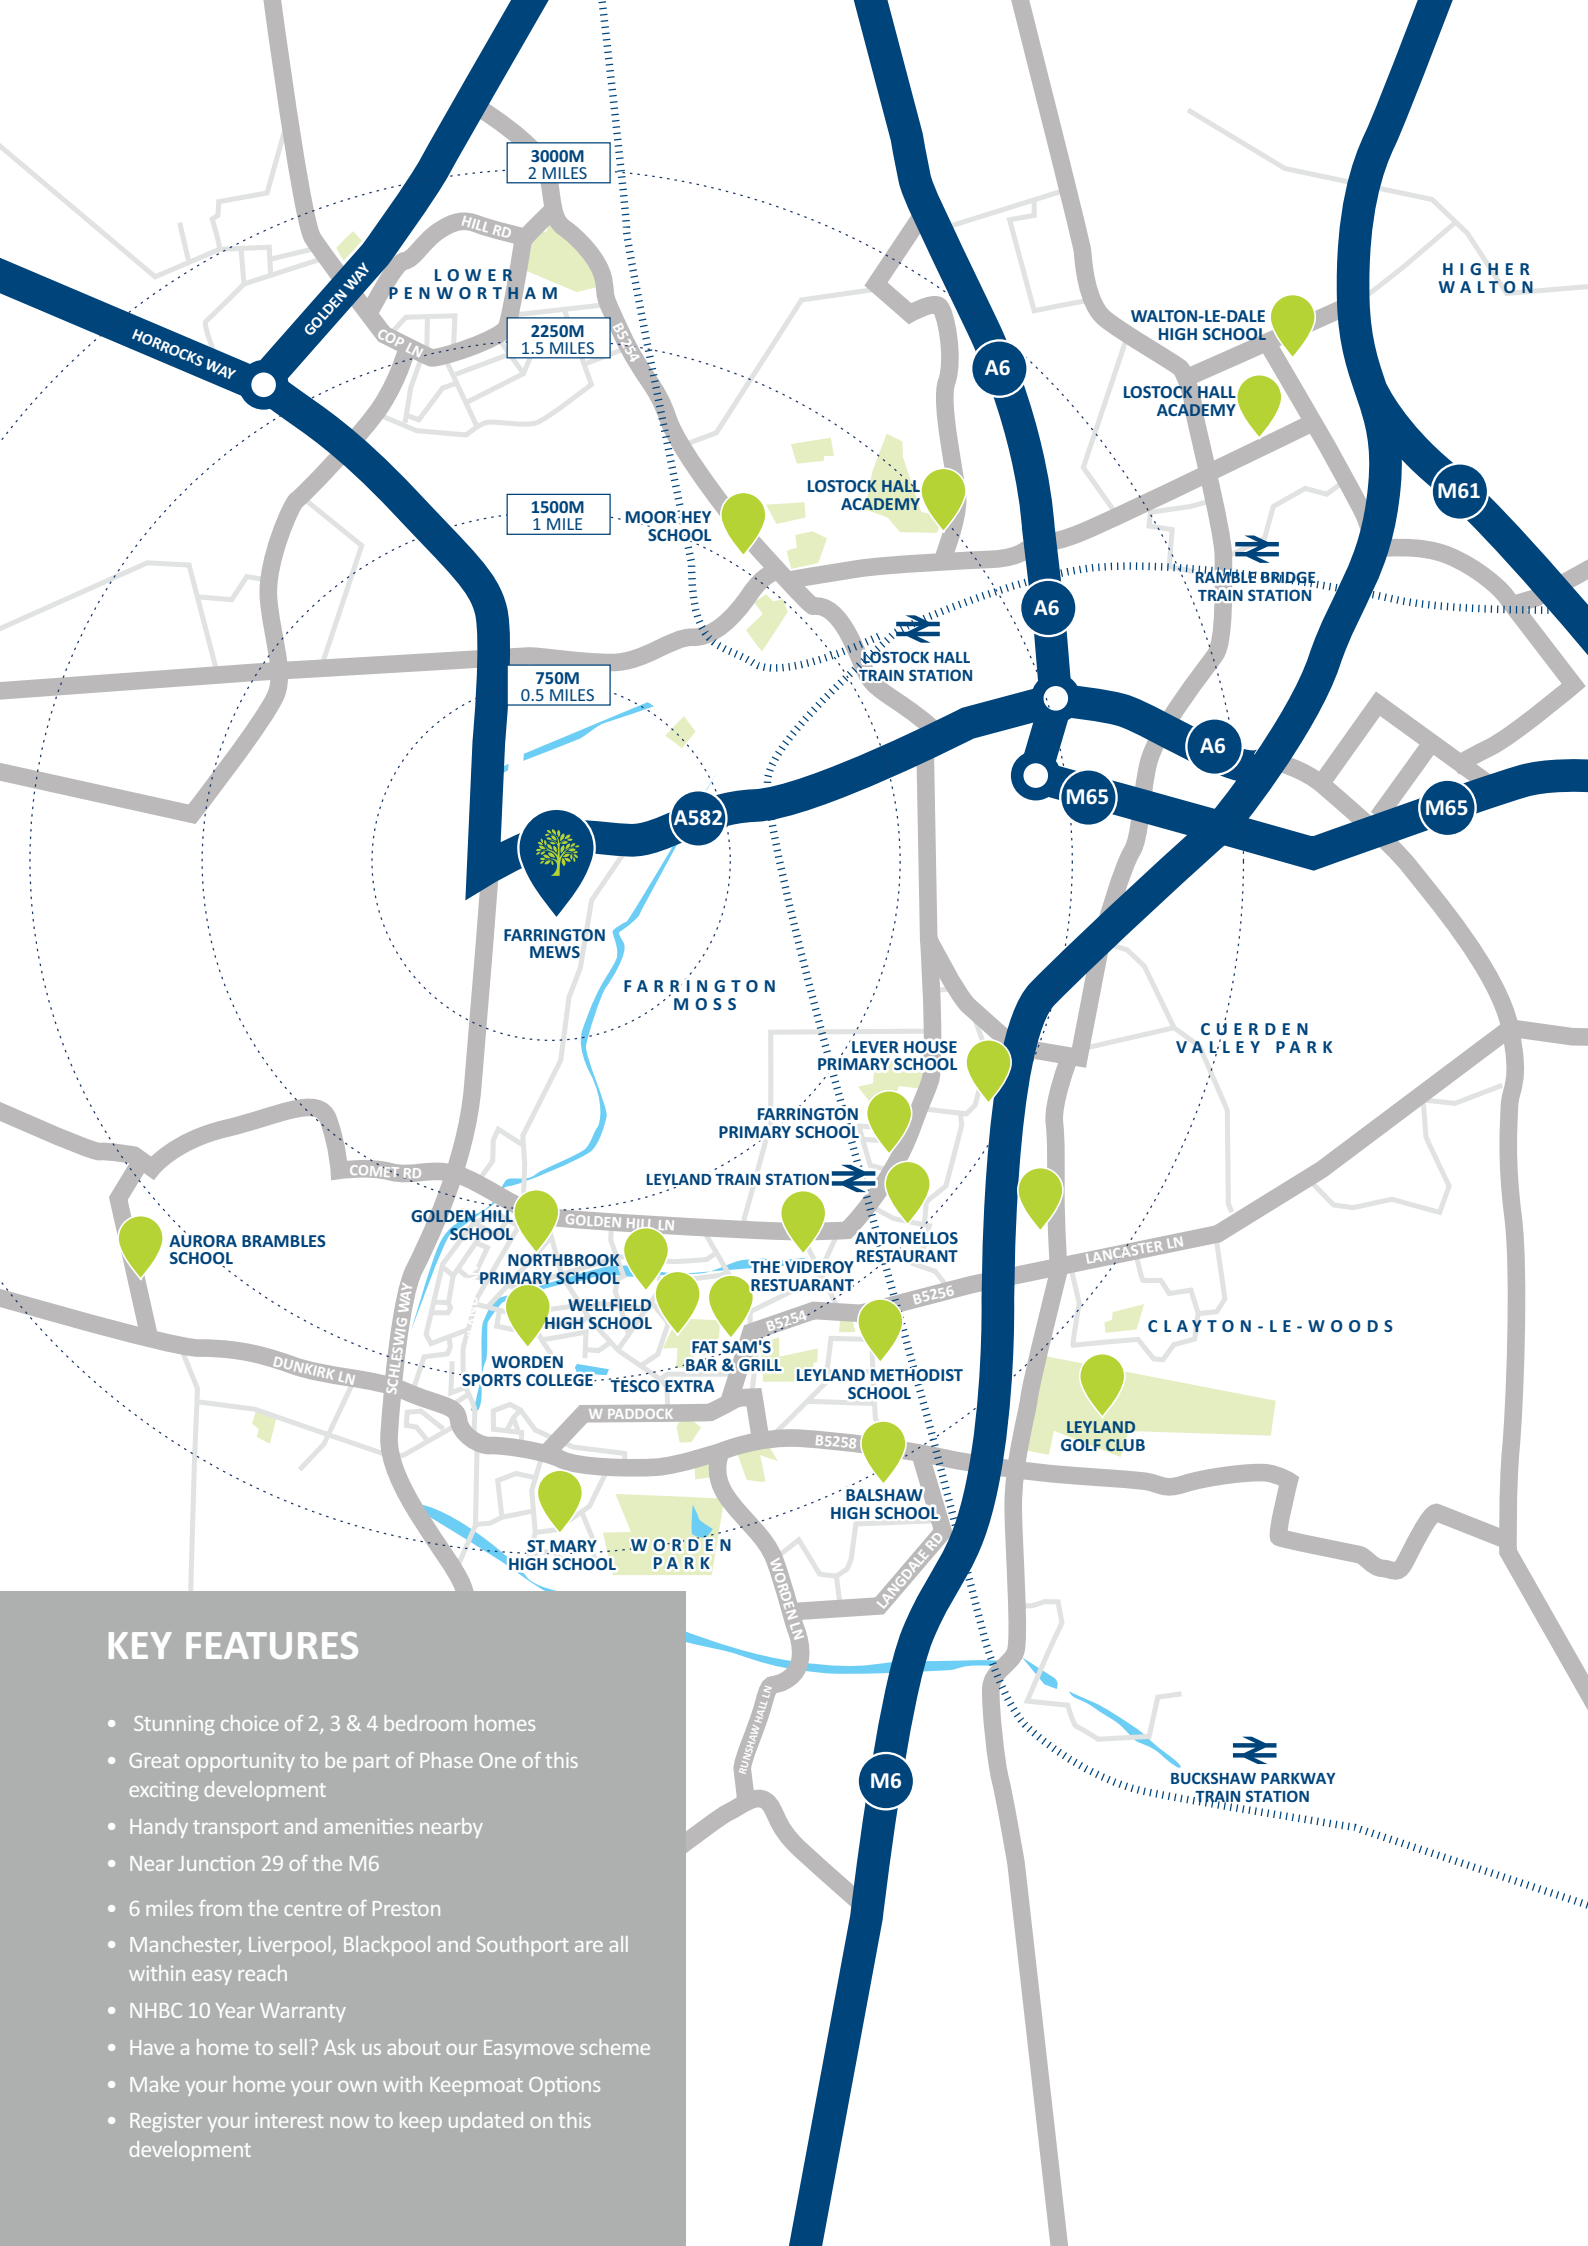 3000M
2 MILES
HILL RD
LOWER
PENWORTHAM
HIGHER
WALTON
GOLDEN WAY
HORROCKS WAY
COP LN
2250M
1.5 MILES
B5254
WALTON-LE-DALE
HIGH SCHOOL
A6
LOSTOCK HALL
ACADEMY
LOSTOCK HALL
ACADEMY
M61
1500M
1 MILE
MOOR HEY
SCHOOL
RAMBLE BRIDGE
TRAIN STATION
A6
LOSTOCK HALL
TRAIN STATION
750M
0.5 MILES
A6
M65
M65
A582
FARRINGTON
MEWS
FARRINGTON
MOSS
CUERDEN
VALLEY PARK
LEVER HOUSE
PRIMARY SCHOOL
FARRINGTON
PRIMARY SCHOOL
COMET RD
LEYLAND TRAIN STATION
GOLDEN HILL
SCHOOL
GOLDEN HILL LN
AURORA BRAMBLES
SCHOOL
ANTONELLOS
RESTAURANT
LANCASTER LN
NORTHBROOK
PRIMARY SCHOOL
THE VIDEROY
RESTUARANT
B5256
WELLFIELD
HIGH SCHOOL
B5254
CLAYTON-LE-WOODS
SCHLESWIG WAY
FAT SAM'S
BAR & GRILL
DUNKIRK LN
WORDEN
SPORTS COLLEGE
TESCO EXTRA
LEYLAND METHODIST
SCHOOL
W PADDOCK
LEYLAND
GOLF CLUB
B5258
BALSHAW
HIGH SCHOOL
ST MARY
HIGH SCHOOL
WORDEN
PARK
WORDEN LN
LANGDALE RD
RUNSHAW HALL LN
M6
BUCKSHAW PARKWAY
TRAIN STATION
KEY FEATURES
• Stunning choice of 2, 3 & 4 bedroom homes
• Great opportunity to be part of Phase One of this
exciting development
• Handy transport and amenities nearby
• Near Junction 29 of the M6
• 6 miles from the centre of Preston
• Manchester, Liverpool, Blackpool and Southport are all
within easy reach
• NHBC 10 Year Warranty
• Have a home to sell? Ask us about our Easymove scheme
• Make your home your own with Keepmoat Options
• Register your interest now to keep updated on this
development